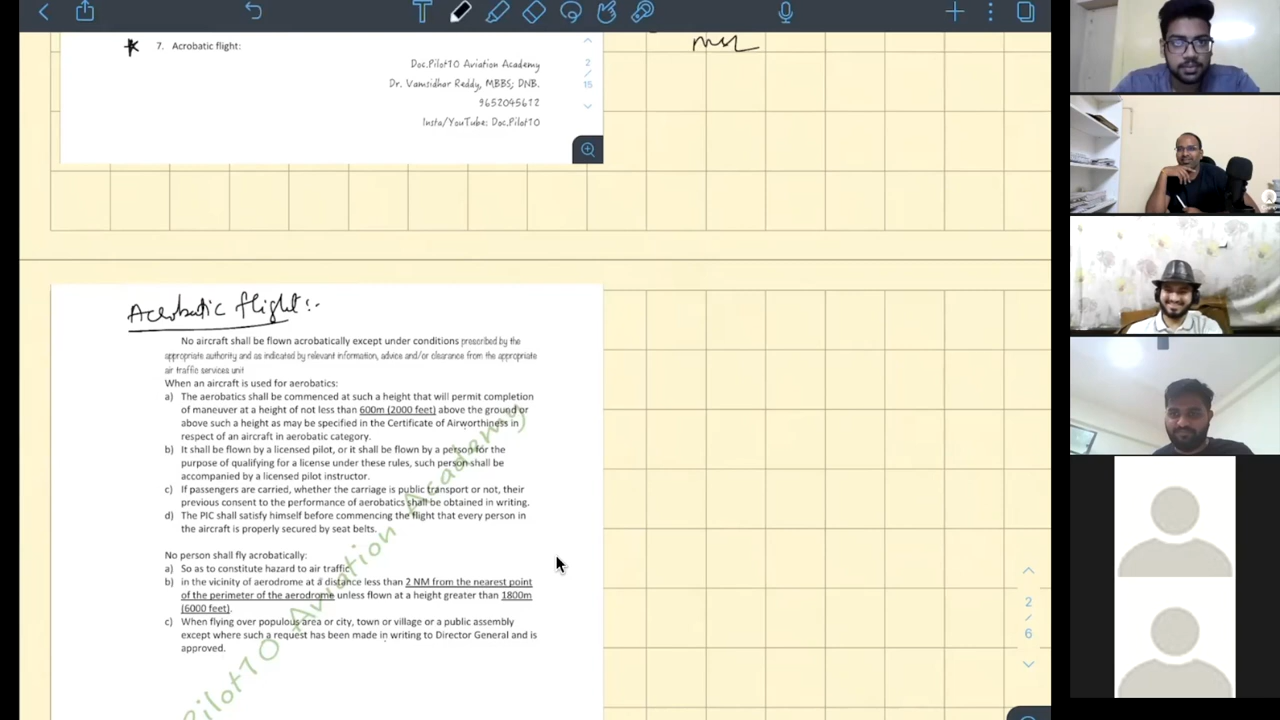 7. Acrobatic flight:
Doc.Pilot10 Aviation Academy
Dr. Vamsidhar Reddy, MBBS; DNB.
9652045612
Insta/YouTube: Doc.Pilot10
2
/
15
Aerobatic flight:-
No aircraft shall be flown acrobatically except under conditions prescribed by the
appropriate authority and as indicated by relevant information, advice and/or clearance from the appropriate
air traffic services unit
When an aircraft is used for aerobatics:
a) The aerobatics shall be commenced at such a height that will permit completion
of maneuver at a height of not less than 600m (2000 feet) above the ground or
above such a height as may be specified in the Certificate of Airworthiness in
respect of an aircraft in aerobatic category.
b) It shall be flown by a licensed pilot, or it shall be flown by a person for the
purpose of qualifying for a license under these rules, such person shall be
accompanied by a licensed pilot instructor.
c) If passengers are carried, whether the carriage is public transport or not, their
previous consent to the performance of aerobatics shall be obtained in writing.
d) The PIC shall satisfy himself before commencing the flight that every person in
the aircraft is properly secured by seat belts.
No person shall fly acrobatically:
a) So as to constitute hazard to air traffic
b) in the vicinity of aerodrome at a distance less than 2 NM from the nearest point
of the perimeter of the aerodrome unless flown at a height greater than 1800m
(6000 feet).
c) When flying over populous area or city, town or village or a public assembly
except where such a request has been made in writing to Director General and is
approved.
Pilot10 Aviation Academy
2
/
6